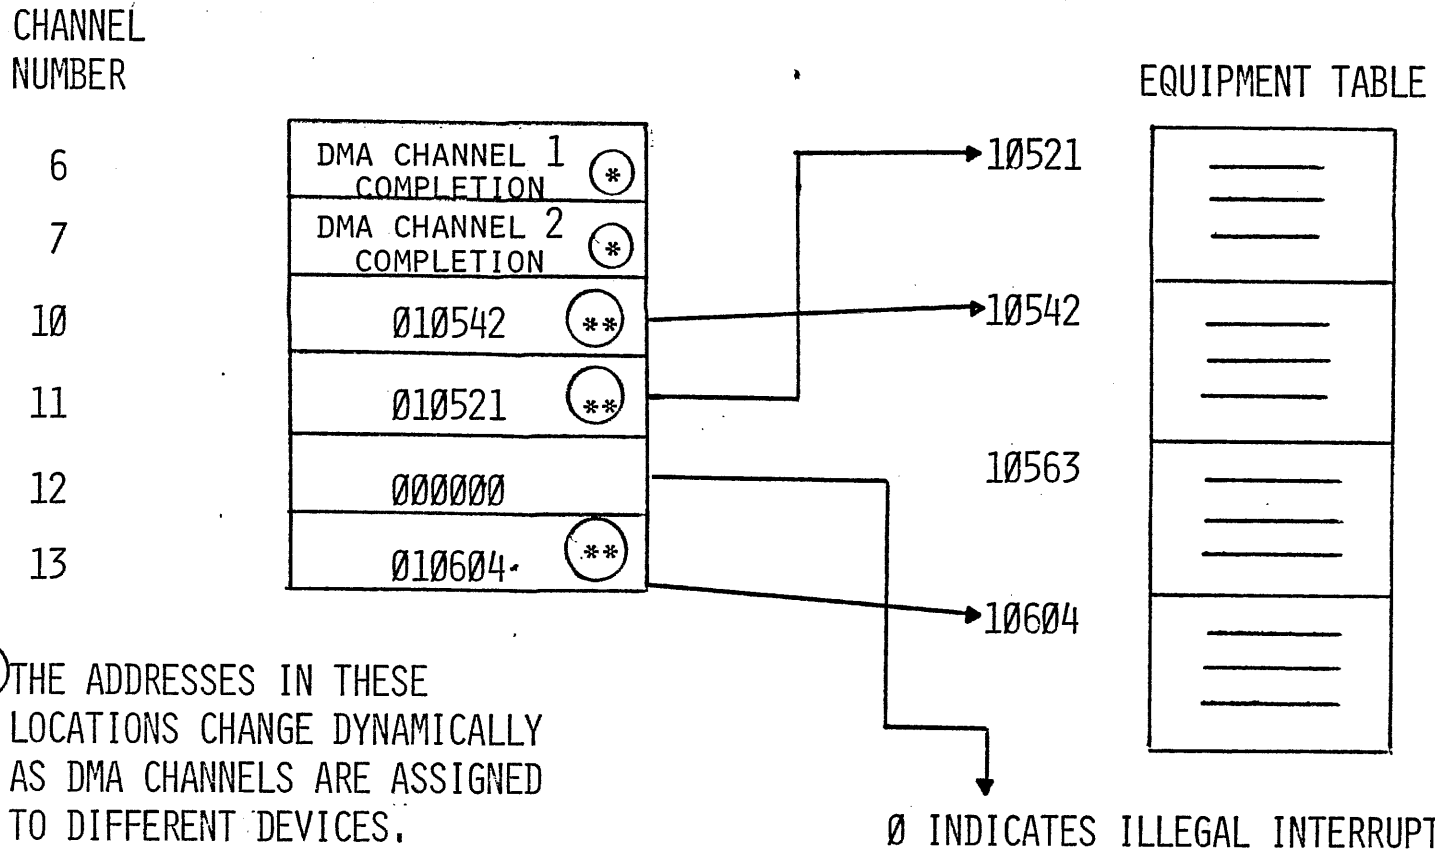 CHANNEL
NUMBER
EQUIPMENT TABLE
6
DMA CHANNEL 1
COMPLETION
*
10521
7
DMA CHANNEL 2
COMPLETION
*
10
010542
**
10542
11
010521
**
12
000000
10563
13
010604
**
10604
THE ADDRESSES IN THESE
LOCATIONS CHANGE DYNAMICALLY
AS DMA CHANNELS ARE ASSIGNED
TO DIFFERENT DEVICES.
Ø INDICATES ILLEGAL INTERRUPT